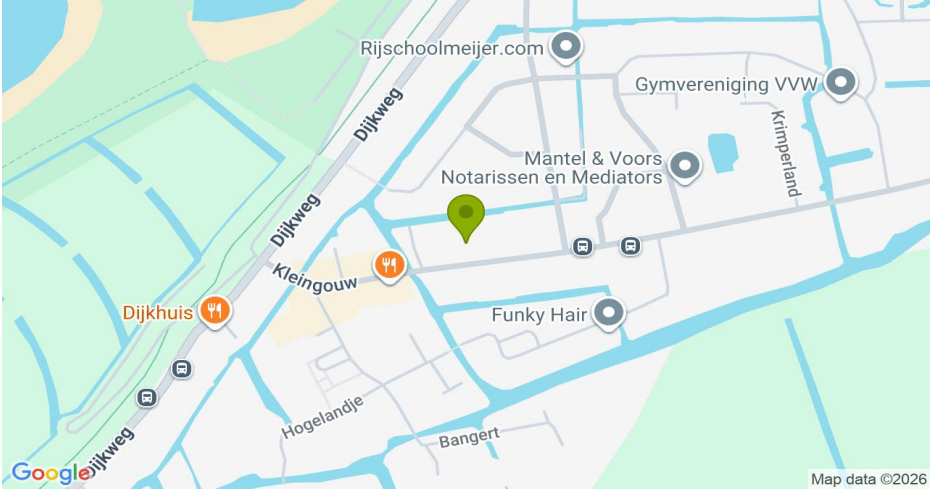 Rijschoolmeijer.com
Gymvereniging VVW
Dijkweg
Krimperland
Mantel & Voors
Notarissen en Mediators
Dijkweg
Kleingouw
Dijkhuis
Funky Hair
Hogelandje
Bangert
Dijkweg
Google
Map data ©2026